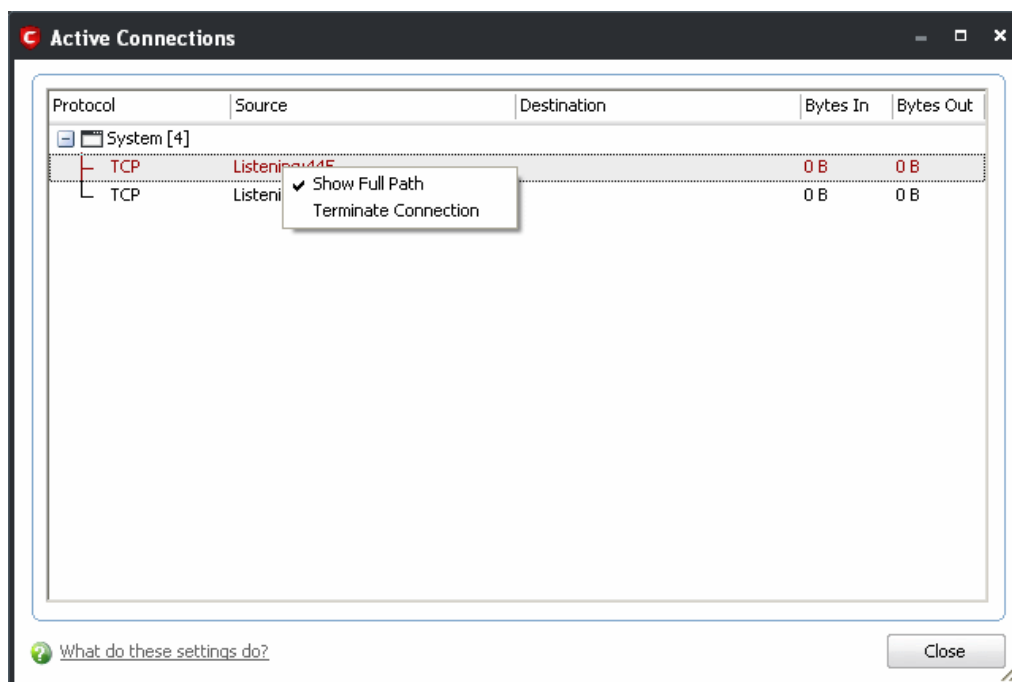 Active Connections
Protocol Source Destination Bytes In Bytes Out
System [4]
TCP 0 B 0 B
Show Full Path
TCP 0 B 0 B
Terminate Connection
What do these settings do? Close